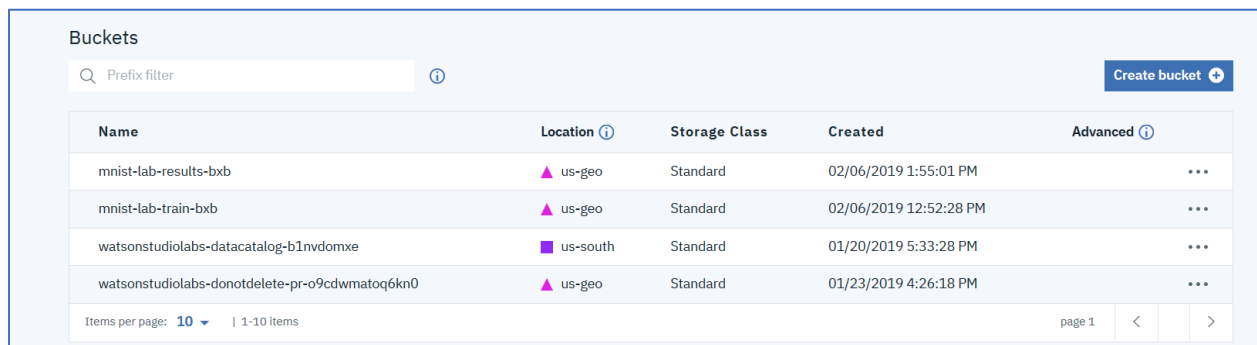 Buckets
Prefix filter
Create bucket
Name Location Storage Class Created Advanced
mnist-lab-results-bxb us-geo Standard 02/06/2019 1:55:01 PM
mnist-lab-train-bxb us-geo Standard 02/06/2019 12:52:28 PM
watsonstudiolabs-datacatalog-b1nvdomxe us-south Standard 01/20/2019 5:33:28 PM
watsonstudiolabs-donotdelete-pr-o9cdwmatoq6kn0 us-geo Standard 01/23/2019 4:26:18 PM
Items per page: 10 | 1-10 items page 1